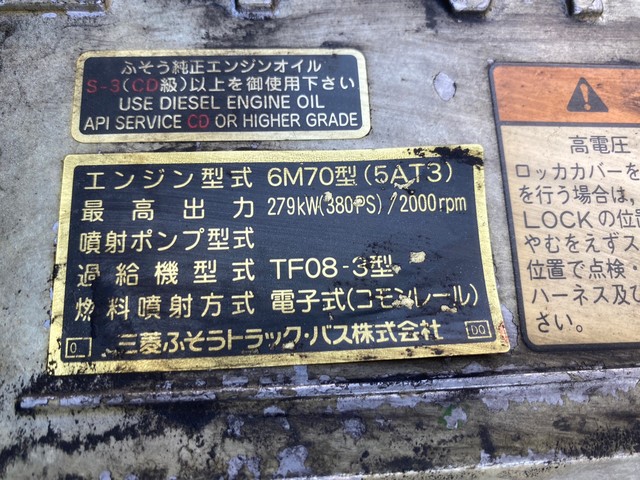 ふそう純正エンジンオイル
S-3(CD級)以上を御使用下さい
USE DIESEL ENGINE OIL
API SERVICE CD OR HIGHER GRADE
エンジン型式 6M70型(5AT3)
最高出力 279kW(380PS)/2000rpm
噴射ポンプ型式
過給機型式 TF08-3型
燃料噴射方式 電子式(コモンレール)
三菱ふそうトラック・バス株式会社
0
DQ
高電圧
ロッカカバーを
を行う場合は,
LOCKの位
やむをえずス
位置で点検
ハーネス及び
さい。